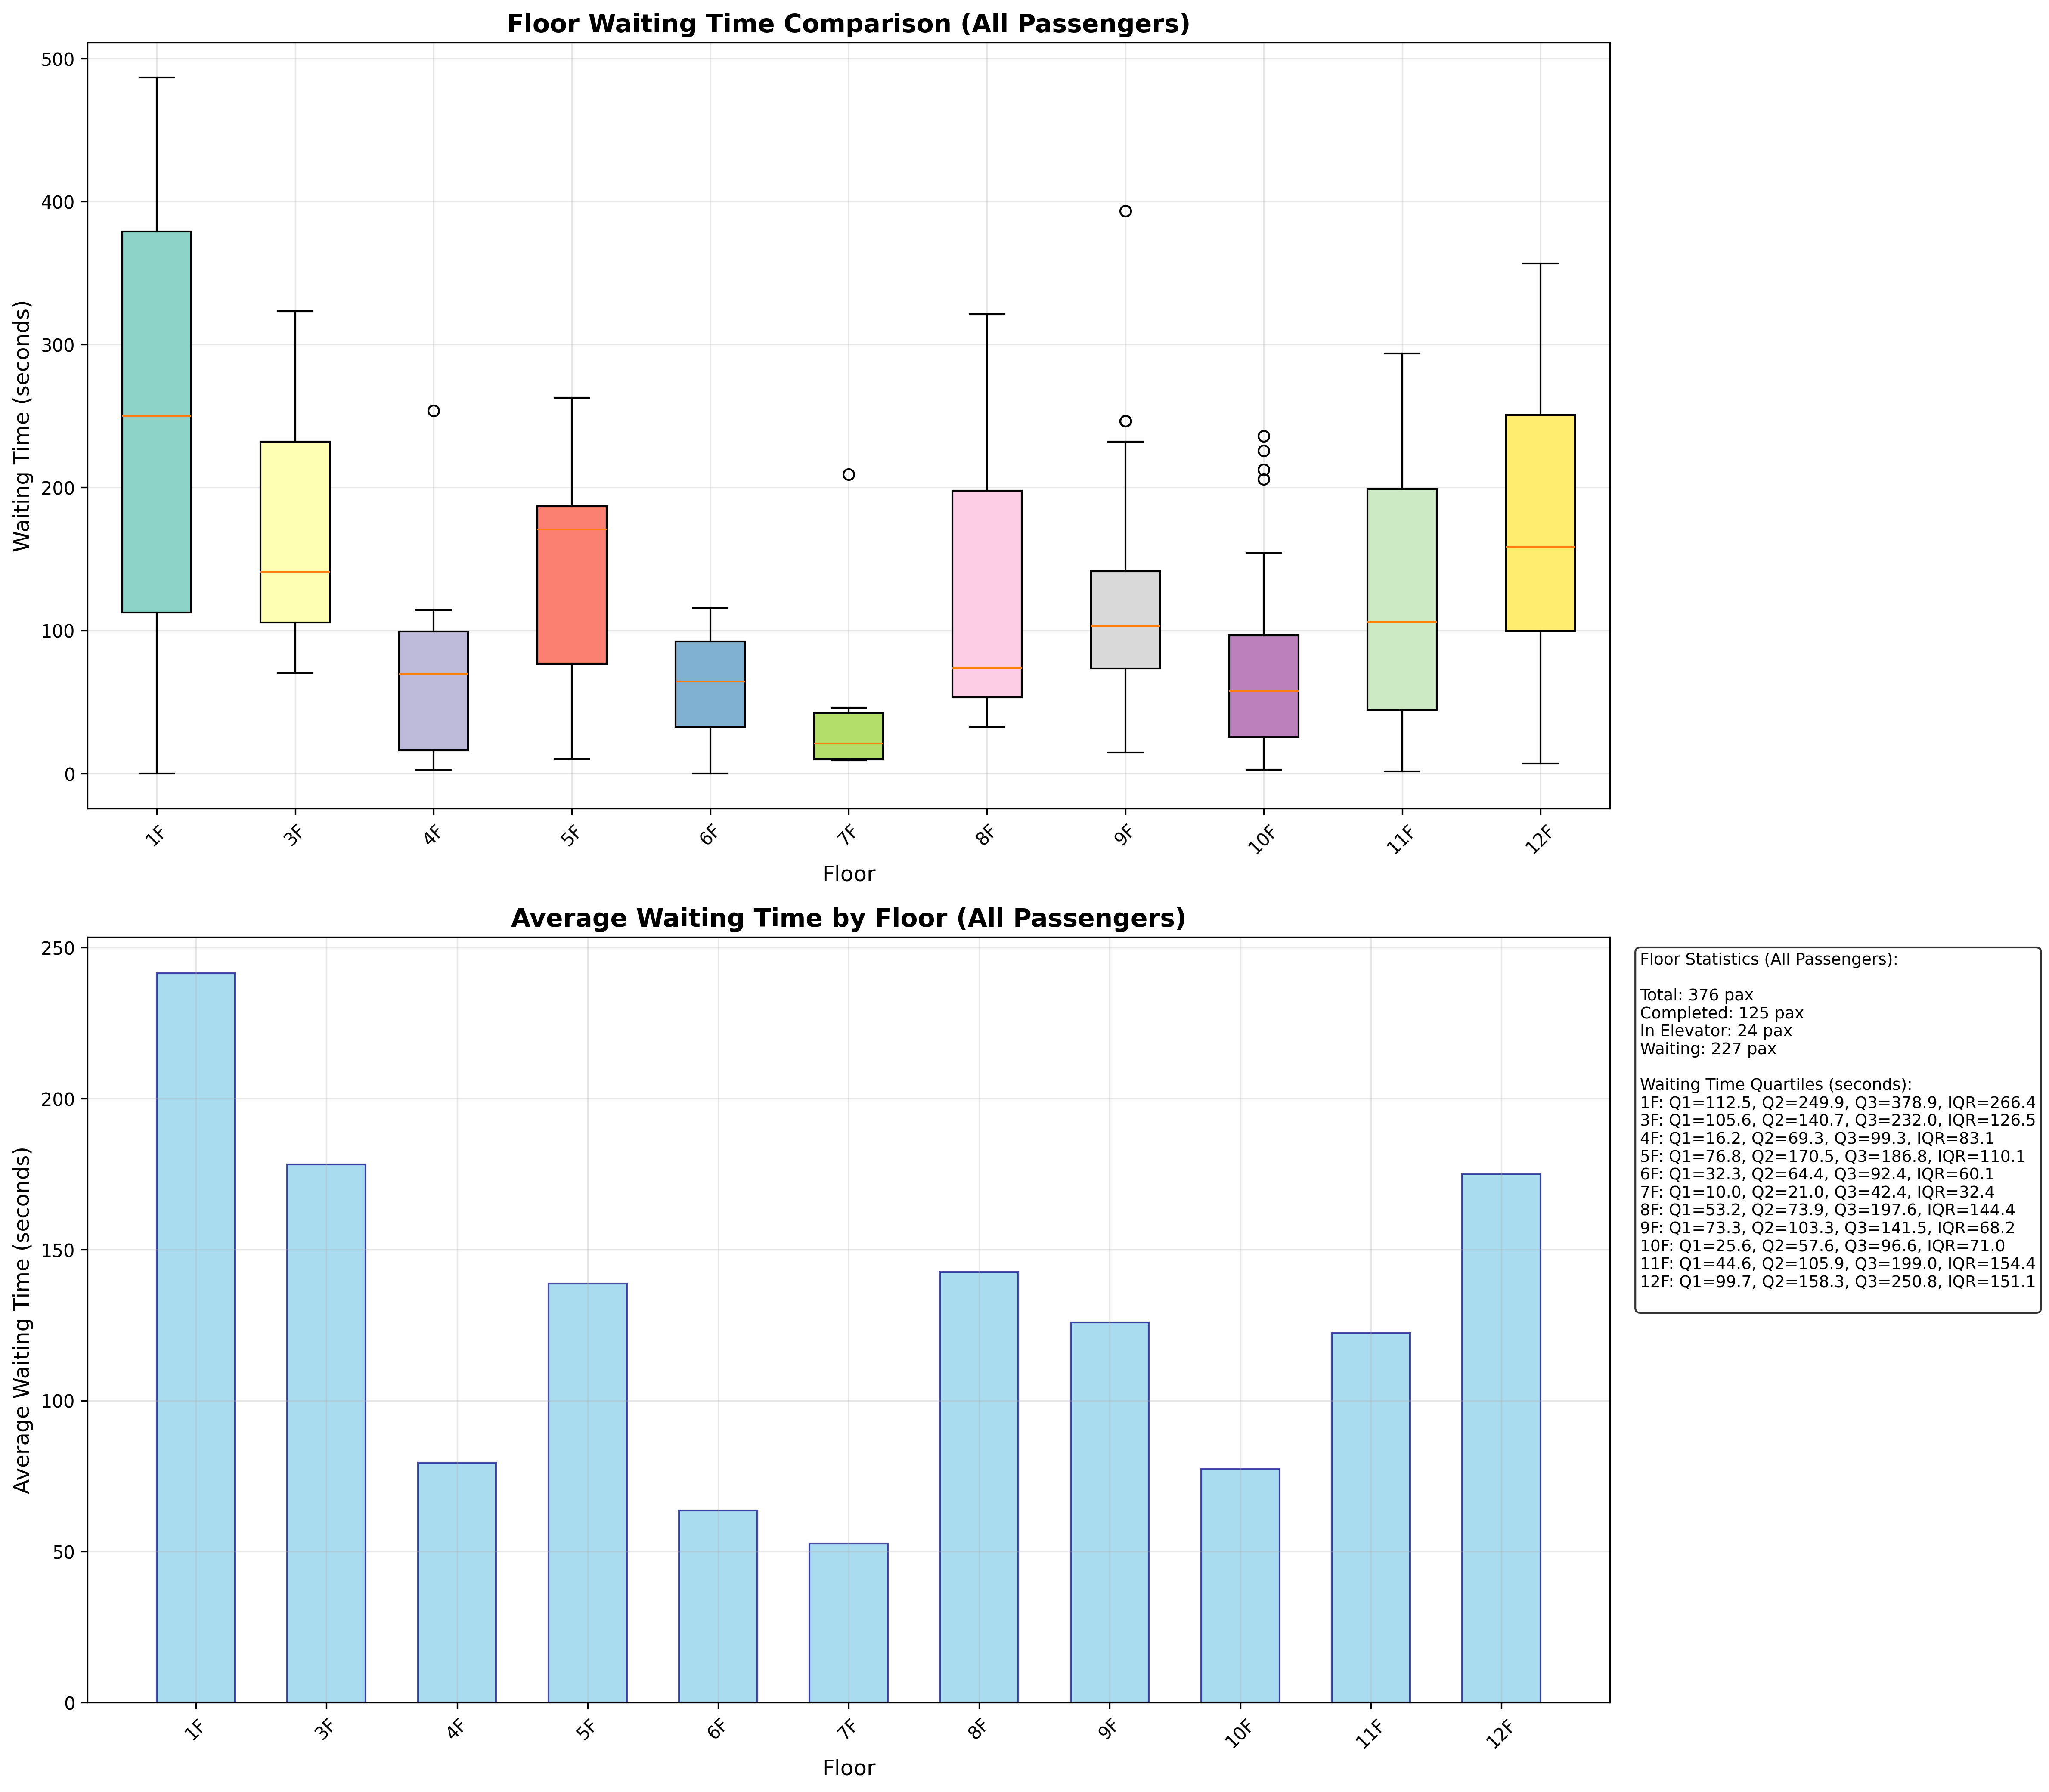 Floor Waiting Time Comparison (All Passengers)
Waiting Time (seconds)
500
400
300
200
100
0
1F 3F 4F 5F 6F 7F 8F 9F 10F 11F 12F
Floor
Average Waiting Time by Floor (All Passengers)
Average Waiting Time (seconds)
250
200
150
100
50
0
1F 3F 4F 5F 6F 7F 8F 9F 10F 11F 12F
Floor
Floor Statistics (All Passengers):
Total: 376 pax
Completed: 125 pax
In Elevator: 24 pax
Waiting: 227 pax
Waiting Time Quartiles (seconds):
1F: Q1=112.5, Q2=249.9, Q3=378.9, IQR=266.4
3F: Q1=105.6, Q2=140.7, Q3=232.0, IQR=126.5
4F: Q1=16.2, Q2=69.3, Q3=99.3, IQR=83.1
5F: Q1=76.8, Q2=170.5, Q3=186.8, IQR=110.1
6F: Q1=32.3, Q2=64.4, Q3=92.4, IQR=60.1
7F: Q1=10.0, Q2=21.0, Q3=42.4, IQR=32.4
8F: Q1=53.2, Q2=73.9, Q3=197.6, IQR=144.4
9F: Q1=73.3, Q2=103.3, Q3=141.5, IQR=68.2
10F: Q1=25.6, Q2=57.6, Q3=96.6, IQR=71.0
11F: Q1=44.6, Q2=105.9, Q3=199.0, IQR=154.4
12F: Q1=99.7, Q2=158.3, Q3=250.8, IQR=151.1